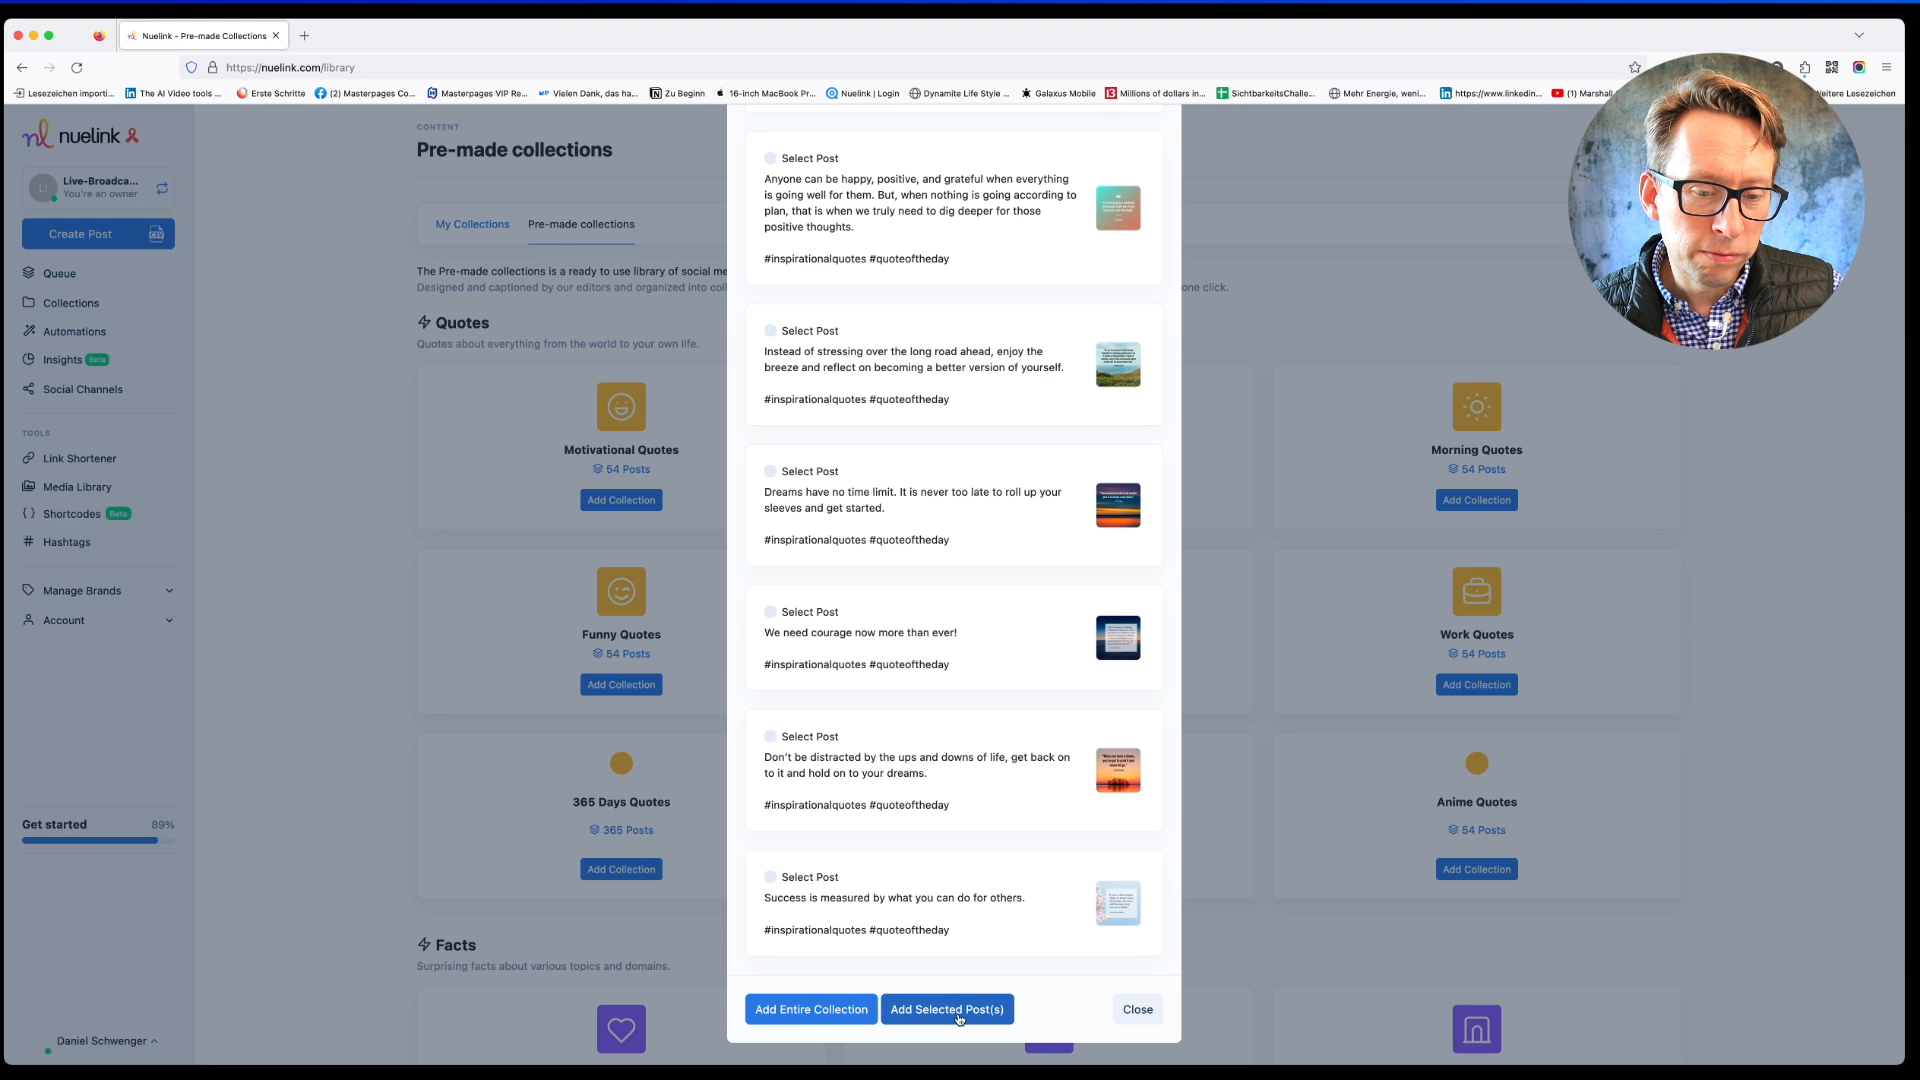 Nuelink - Pre-made Collections
https://nuelink.com/library
Lesezeichen importi...
The AI Video tools ...
Erste Schritte
(2) Masterpages Co...
Masterpages VIP Re...
Vielen Dank, das ha...
Zu Beginn
16-inch MacBook Pr...
Nuelink | Login
Dynamite Life Style ...
Galaxus Mobile
Millions of dollars in...
SichtbarkeitsChalle...
Mehr Energie, weni...
https://www.linkedin...
(1) Marshall
Weitere Lesezeichen
nuelink
LI
Live-Broadca...
You're an owner
Create Post
Queue
Collections
Automations
Insights Beta
Social Channels
TOOLS
Link Shortener
Media Library
Shortcodes Beta
Hashtags
Manage Brands
Account
Get started 89%
Daniel Schwenger
CONTENT
Pre-made collections
My Collections
Pre-made collections
The Pre-made collections is a ready to use library of social me
Designed and captioned by our editors and organized into coll
one click.
Quotes
Quotes about everything from the world to your own life.
Motivational Quotes
54 Posts
Add Collection
Morning Quotes
54 Posts
Add Collection
Funny Quotes
54 Posts
Add Collection
Work Quotes
54 Posts
Add Collection
365 Days Quotes
365 Posts
Add Collection
Anime Quotes
54 Posts
Add Collection
Facts
Surprising facts about various topics and domains.
Select Post
Anyone can be happy, positive, and grateful when everything
is going well for them. But, when nothing is going according to
plan, that is when we truly need to dig deeper for those
positive thoughts.
#inspirationalquotes #quoteoftheday
Select Post
Instead of stressing over the long road ahead, enjoy the
breeze and reflect on becoming a better version of yourself.
#inspirationalquotes #quoteoftheday
Select Post
Dreams have no time limit. It is never too late to roll up your
sleeves and get started.
#inspirationalquotes #quoteoftheday
Select Post
We need courage now more than ever!
#inspirationalquotes #quoteoftheday
Select Post
Don't be distracted by the ups and downs of life, get back on
to it and hold on to your dreams.
#inspirationalquotes #quoteoftheday
Select Post
Success is measured by what you can do for others.
#inspirationalquotes #quoteoftheday
Add Entire Collection
Add Selected Post(s)
Close